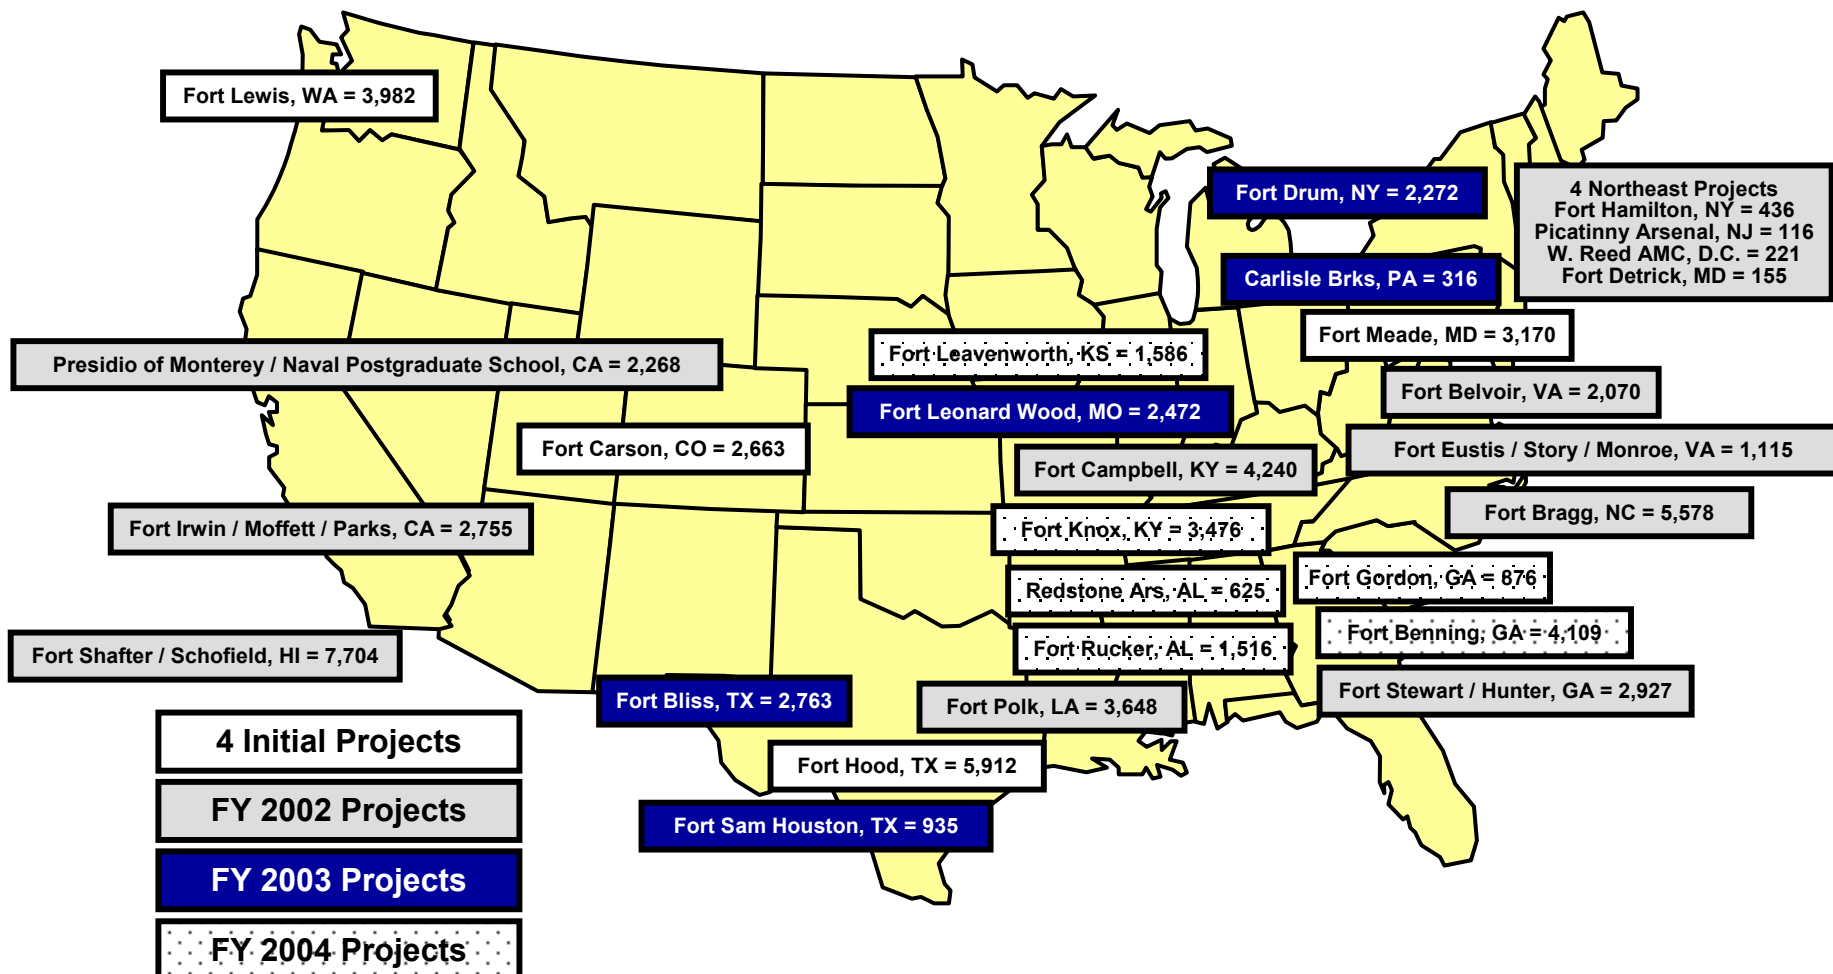 Fort Lewis, WA = 3,982
Fort Drum, NY = 2,272
4 Northeast Projects
Fort Hamilton, NY = 436
Picatinny Arsenal, NJ = 116
W. Reed AMC, D.C. = 221
Fort Detrick, MD = 155
Carlisle Brks, PA = 316
Fort Meade, MD = 3,170
Fort Leavenworth, KS = 1,586
Presidio of Monterey / Naval Postgraduate School, CA = 2,268
Fort Belvoir, VA = 2,070
Fort Leonard Wood, MO = 2,472
Fort Carson, CO = 2,663
Fort Eustis / Story / Monroe, VA = 1,115
Fort Campbell, KY = 4,240
Fort Bragg, NC = 5,578
Fort Irwin / Moffett / Parks, CA = 2,755
Fort Knox, KY = 3,476
Fort Gordon, GA = 876
Redstone Ars, AL = 625
Fort Benning, GA = 4,109
Fort Rucker, AL = 1,516
Fort Shafter / Schofield, HI = 7,704
Fort Stewart / Hunter, GA = 2,927
Fort Bliss, TX = 2,763
Fort Polk, LA = 3,648
Fort Hood, TX = 5,912
Fort Sam Houston, TX = 935
4 Initial Projects
FY 2002 Projects
FY 2003 Projects
FY 2004 Projects